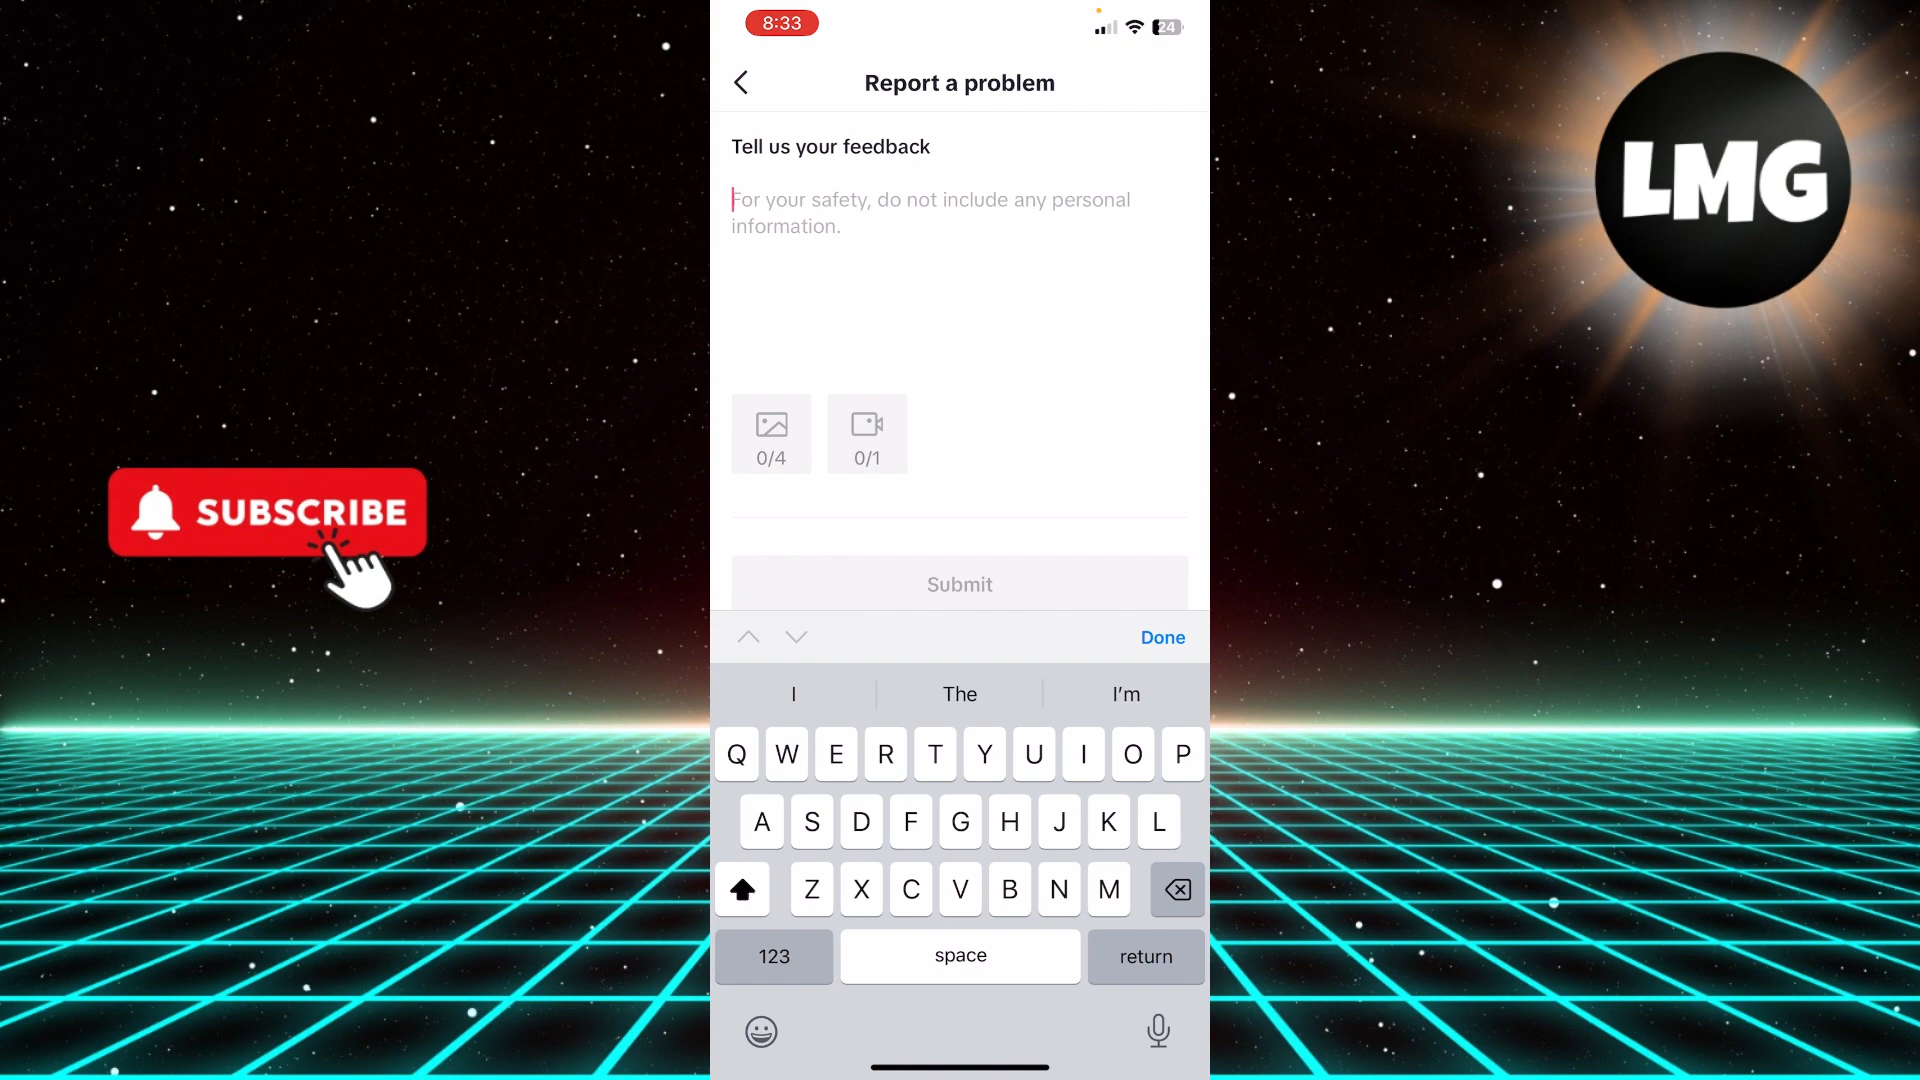 8:33
24
Report a problem
Tell us your feedback
For your safety, do not include any personal
information.
LMG
0/4
0/1
SUBSCRIBE
Submit
Done
I
The
I'm
Q W E R T Y U I O P
A S D F G H J K L
Z X C V B N M
123
space
return